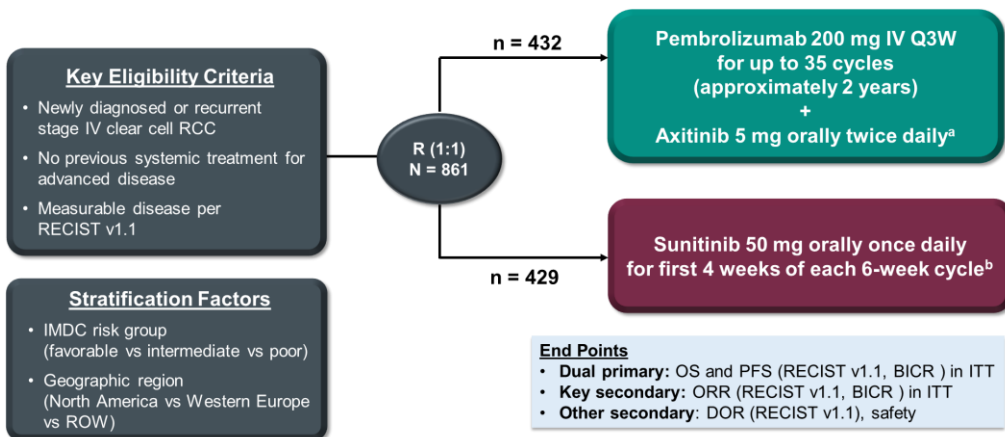 Key Eligibility Criteria
• Newly diagnosed or recurrent
stage IV clear cell RCC
• No previous systemic treatment for
advanced disease
• Measurable disease per
RECIST v1.1
Stratification Factors
• IMDC risk group
(favorable vs intermediate vs poor)
• Geographic region
(North America vs Western Europe
vs ROW)
R (1:1)
N = 861
n = 432
Pembrolizumab 200 mg IV Q3W
for up to 35 cycles
(approximately 2 years)
+
Axitinib 5 mg orally twice dailyᵃ
n = 429
Sunitinib 50 mg orally once daily
for first 4 weeks of each 6-week cycleᵇ
End Points
• Dual primary: OS and PFS (RECIST v1.1, BICR ) in ITT
• Key secondary: ORR (RECIST v1.1, BICR ) in ITT
• Other secondary: DOR (RECIST v1.1), safety